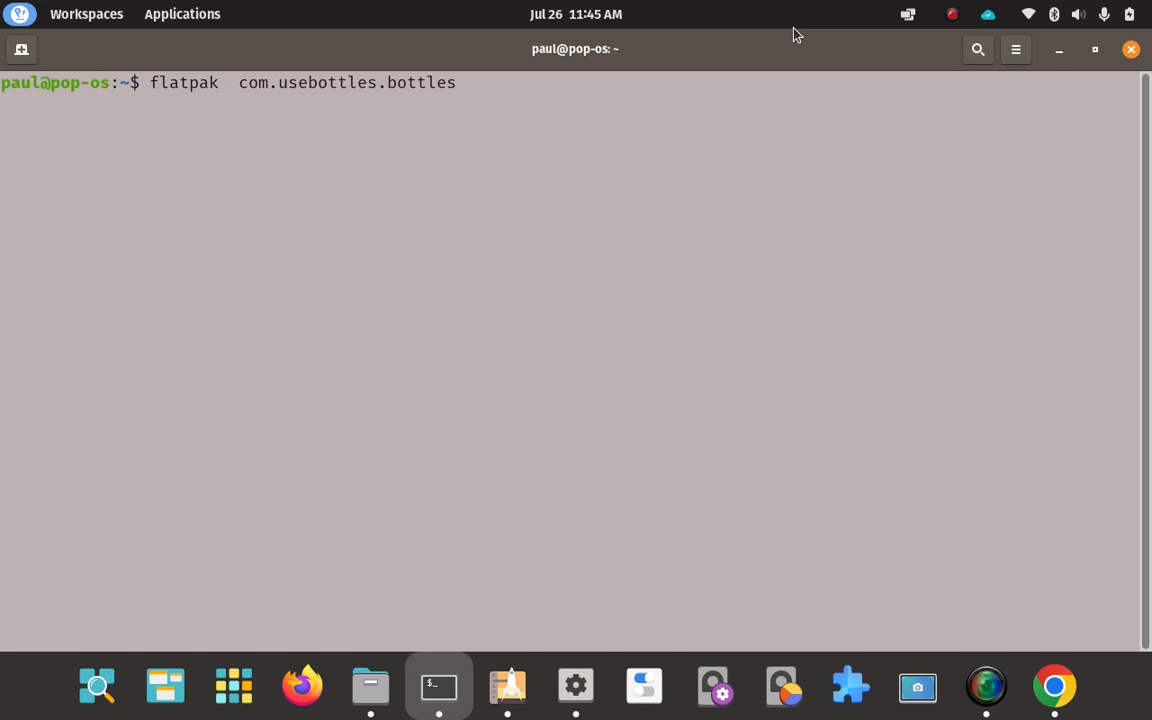 Workspaces Applications Jul 26 11:45 AM
paul@pop-os: ~
paul@pop-os:~$ flatpak  com.usebottles.bottles
$_